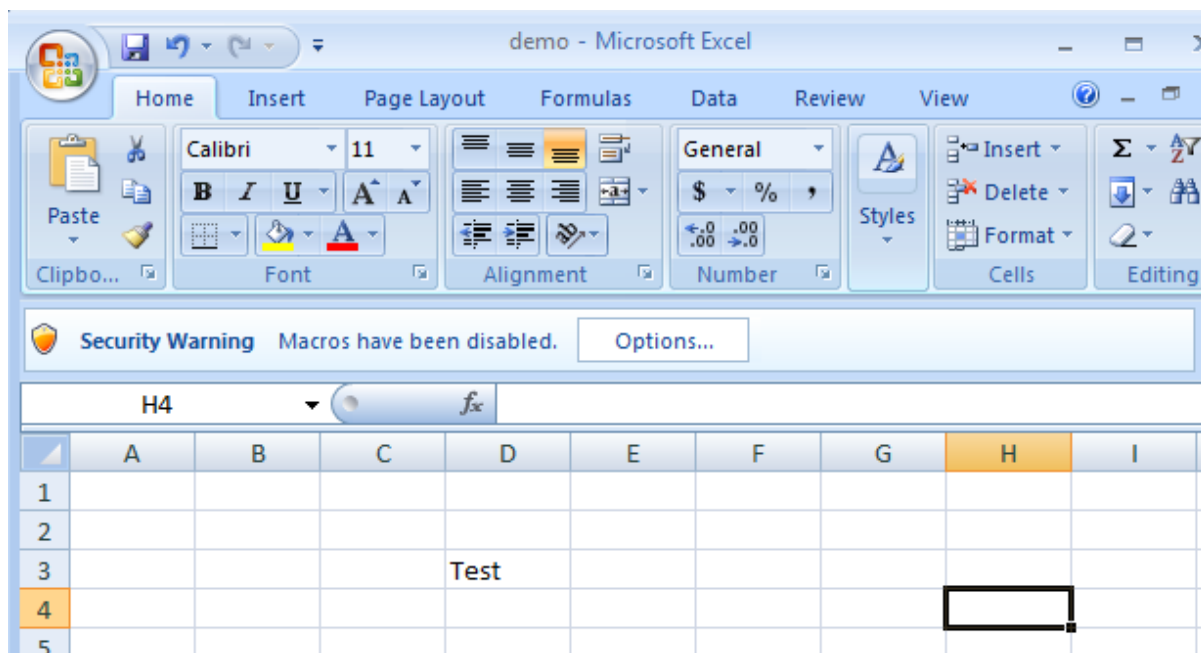 demo - Microsoft Excel
Home Insert Page Layout Formulas Data Review View
Calibri 11 General Insert
B I U A A $ % , Delete
Paste A Styles Format
Clipbo... Font Alignment Number Cells Editing
Security Warning Macros have been disabled. Options...
H4 fx
A B C D E F G H I
1
2
3 Test
4
5